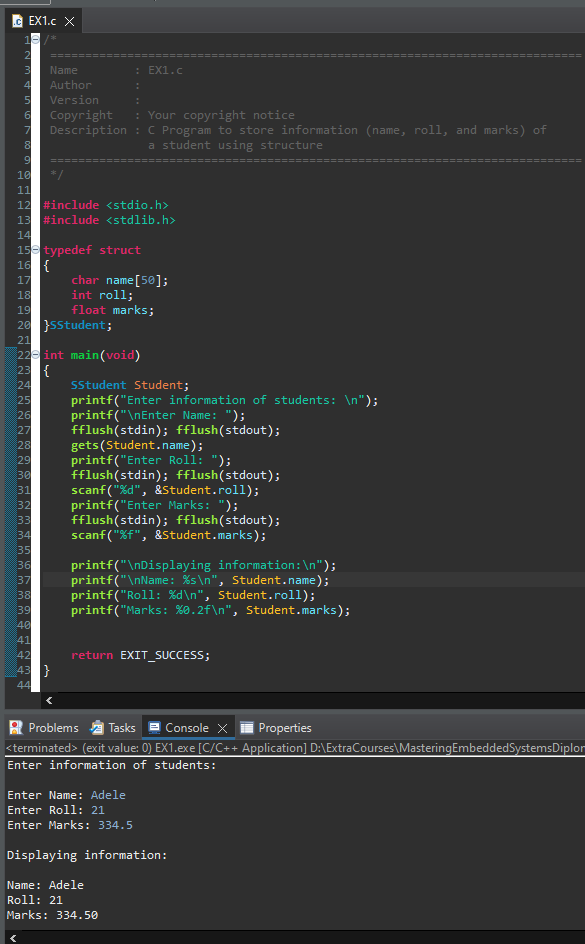 EX1.c
1 /*
2 ============================================================================
3 Name        : EX1.c
4 Author      :
5 Version     :
6 Copyright   : Your copyright notice
7 Description : C Program to store information (name, roll, and marks) of
8               a student using structure
9 ============================================================================
10 */
11
12 #include <stdio.h>
13 #include <stdlib.h>
14
15 typedef struct
16 {
17     char name[50];
18     int roll;
19     float marks;
20 }SStudent;
21
22 int main(void)
23 {
24     SStudent Student;
25     printf("Enter information of students: \n");
26     printf("\nEnter Name: ");
27     fflush(stdin); fflush(stdout);
28     gets(Student.name);
29     printf("Enter Roll: ");
30     fflush(stdin); fflush(stdout);
31     scanf("%d", &Student.roll);
32     printf("Enter Marks: ");
33     fflush(stdin); fflush(stdout);
34     scanf("%f", &Student.marks);
35
36     printf("\nDisplaying information:\n");
37     printf("\nName: %s\n", Student.name);
38     printf("Roll: %d\n", Student.roll);
39     printf("Marks: %0.2f\n", Student.marks);
40
41
42     return EXIT_SUCCESS;
43 }
44
Problems Tasks Console Properties
<terminated> (exit value: 0) EX1.exe [C/C++ Application] D:\ExtraCourses\MasteringEmbeddedSystemsDiplon
Enter information of students:

Enter Name: Adele
Enter Roll: 21
Enter Marks: 334.5

Displaying information:

Name: Adele
Roll: 21
Marks: 334.50